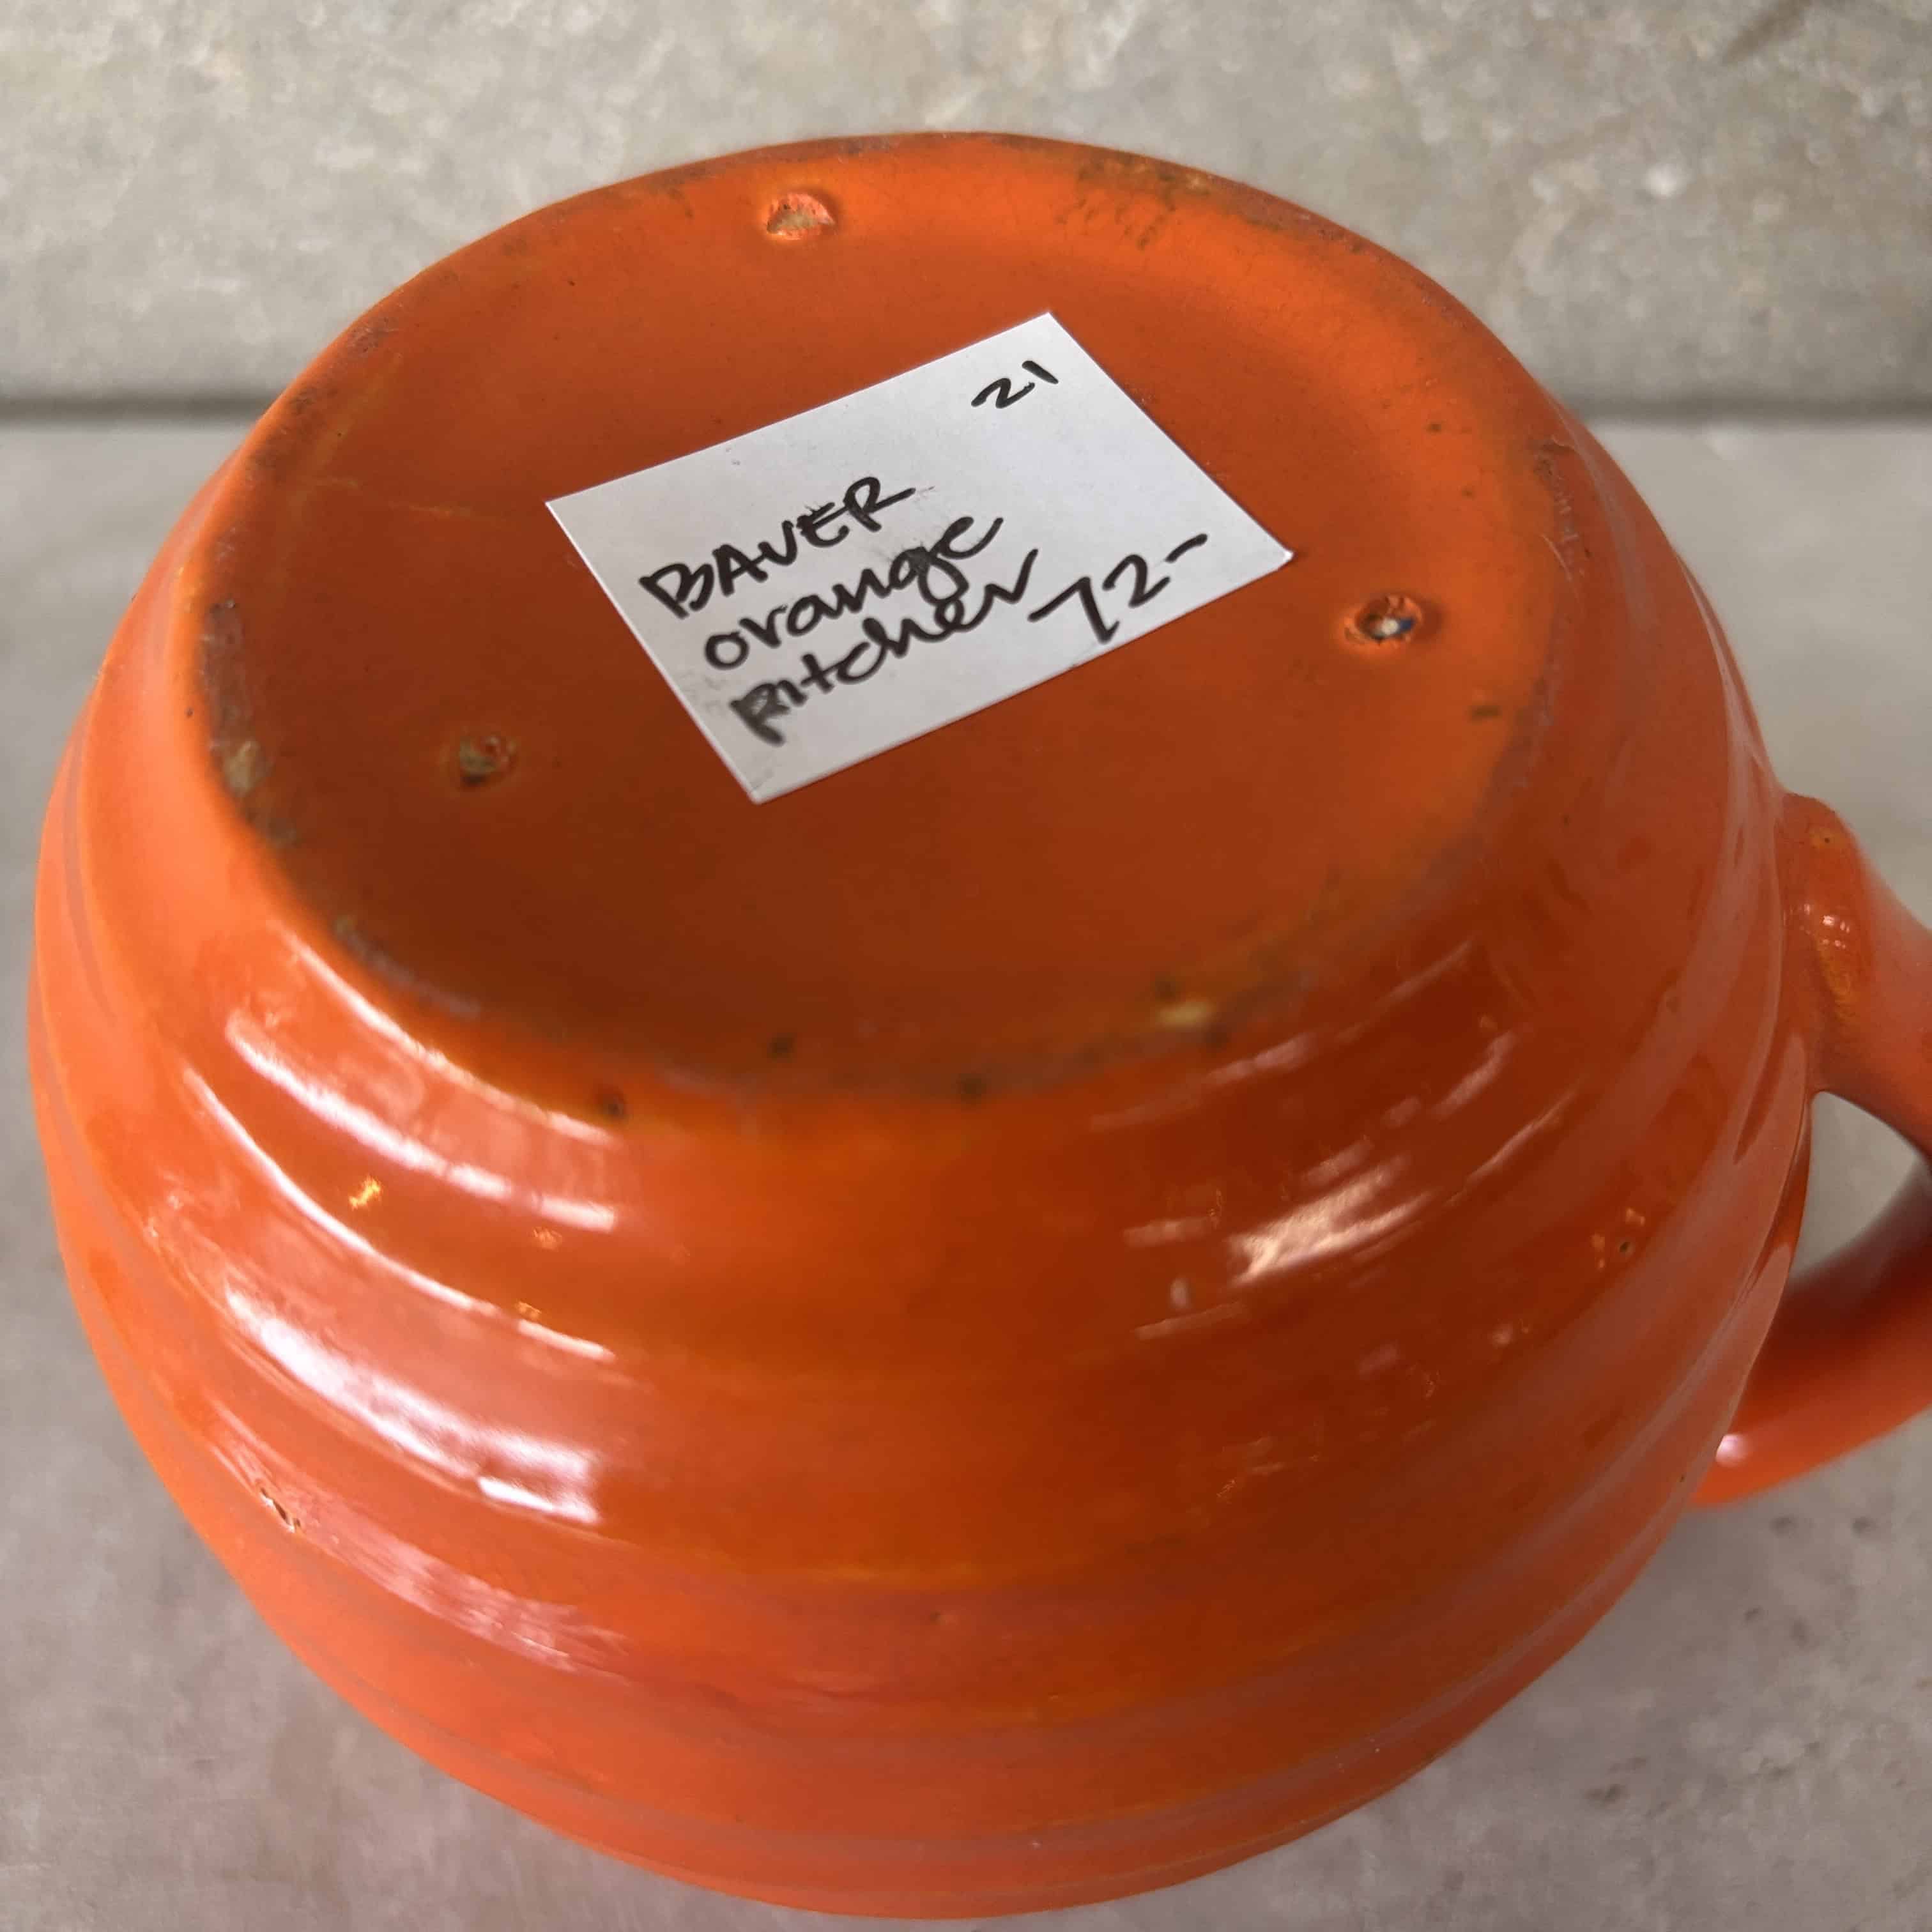 21
BAUER
orange
pitcher
72-